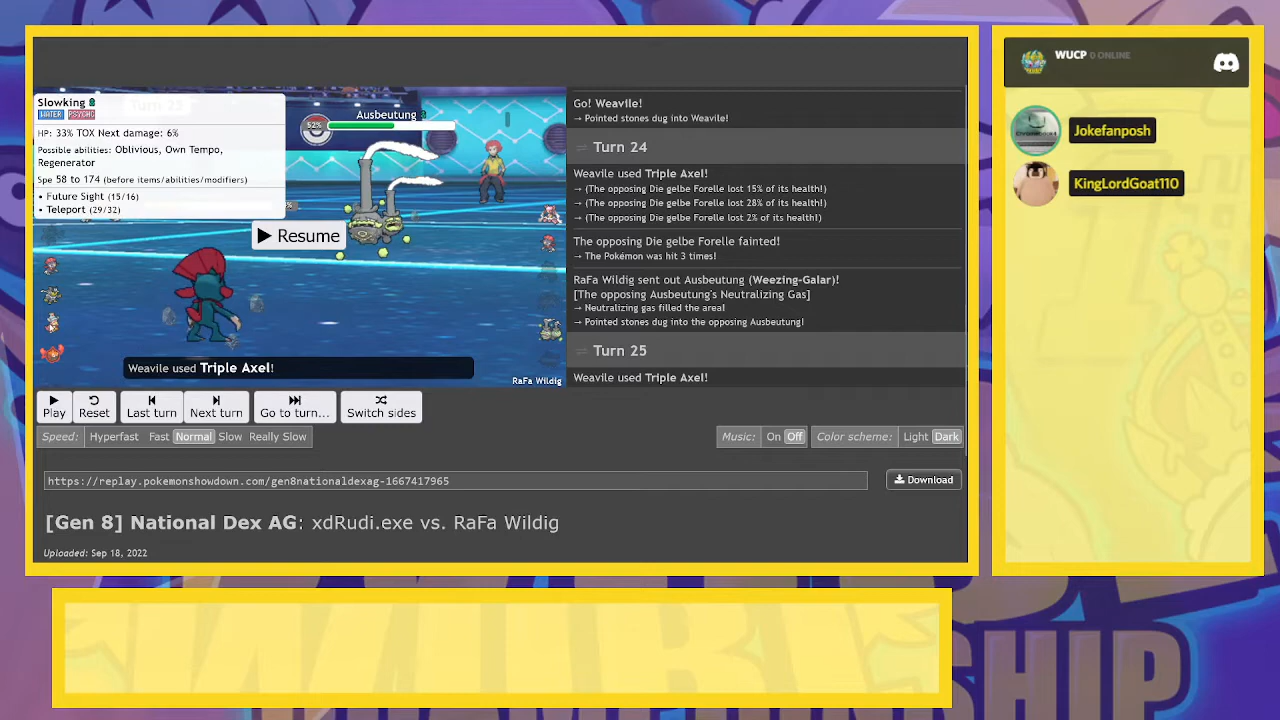 Slowking
WATER PSYCHC
HP: 33% TOX Next damage: 6%
Possible abilities: Oblivious, Own Tempo,
Regenerator
Spe 58 to 174 (before items/abilities/modifiers)
• Future Sight (15/16)
• Teleport (29/32)
Turn 25
Ausbeutung
52%
Resume
Weavile used Triple Axel!
RaFa Wildig
Go! Weavile!
→ Pointed stones dug into Weavile!
Turn 24
Weavile used Triple Axel!
→ (The opposing Die gelbe Forelle lost 15% of its health!)
→ (The opposing Die gelbe Forelle lost 28% of its health!)
→ (The opposing Die gelbe Forelle lost 2% of its health!)
The opposing Die gelbe Forelle fainted!
→ The Pokémon was hit 3 times!
RaFa Wildig sent out Ausbeutung (Weezing-Galar)!
[The opposing Ausbeutung's Neutralizing Gas]
→ Neutralizing gas filled the area!
→ Pointed stones dug into the opposing Ausbeutung!
Turn 25
Weavile used Triple Axel!
Play Reset Last turn Next turn Go to turn... Switch sides
Speed: Hyperfast Fast Normal Slow Really Slow Music: On Off Color scheme: Light Dark
https://replay.pokemonshowdown.com/gen8nationaldexag-1667417965
Download
[Gen 8] National Dex AG: xdRudi.exe vs. RaFa Wildig
Uploaded: Sep 18, 2022
WUCP 0 ONLINE
Jokefanposh
KingLordGoat110